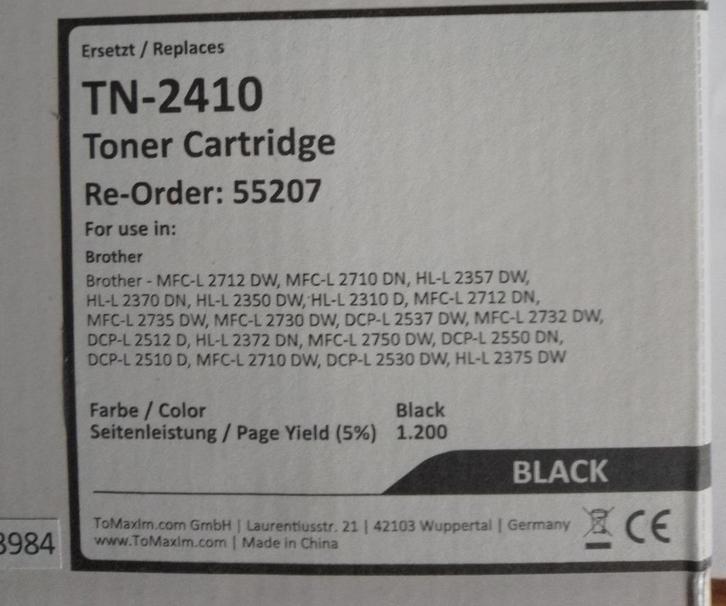 Ersetzt / Replaces
TN-2410
Toner Cartridge
Re-Order: 55207
For use in:
Brother
Brother - MFC-L 2712 DW, MFC-L 2710 DN, HL-L 2357 DW,
HL-L 2370 DN, HL-L 2350 DW, HL-L 2310 D, MFC-L 2712 DN,
MFC-L 2735 DW, MFC-L 2730 DW, DCP-L 2537 DW, MFC-L 2732 DW,
DCP-L 2512 D, HL-L 2372 DN, MFC-L 2750 DW, DCP-L 2550 DN,
DCP-L 2510 D, MFC-L 2710 DW, DCP-L 2530 DW, HL-L 2375 DW
Farbe / Color Black
Seitenleistung / Page Yield (5%) 1.200
BLACK
ToMaxIm.com GmbH | Laurentiusstr. 21 | 42103 Wuppertal | Germany
www.ToMaxIm.com | Made in China
CE
3984